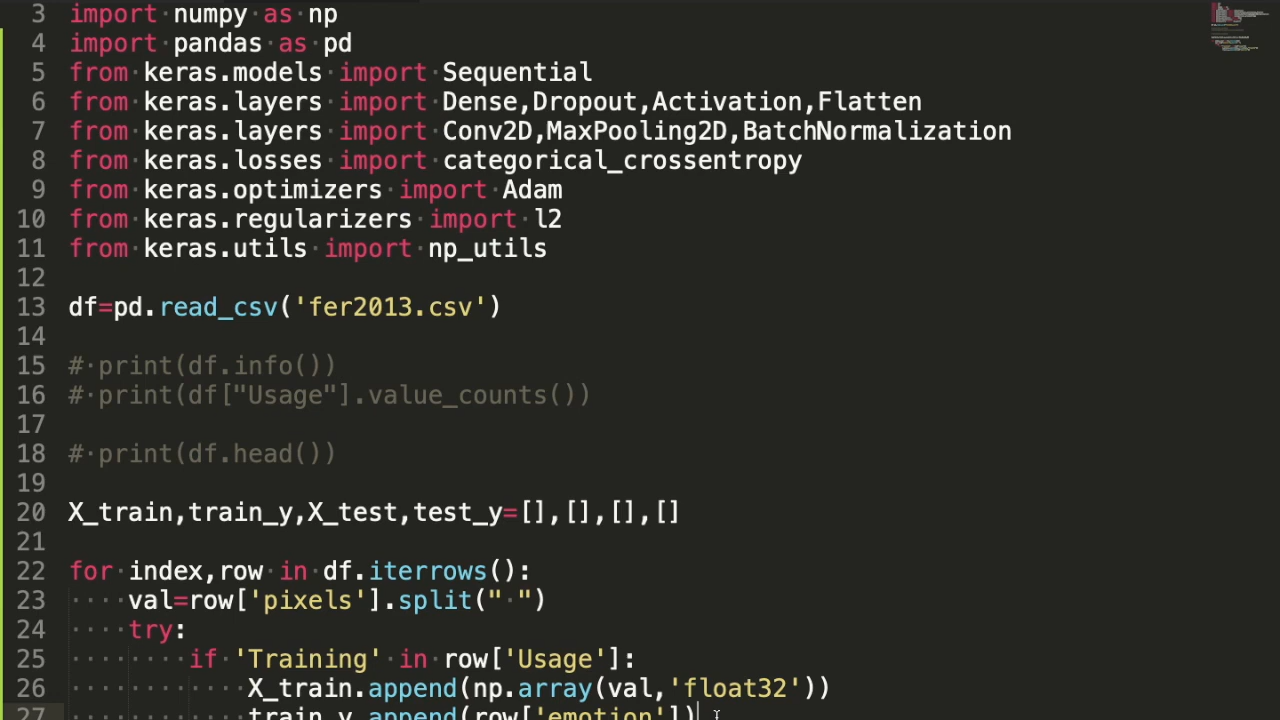 3 import numpy as np
4 import pandas as pd
5 from keras.models import Sequential
6 from keras.layers import Dense,Dropout,Activation,Flatten
7 from keras.layers import Conv2D,MaxPooling2D,BatchNormalization
8 from keras.losses import categorical_crossentropy
9 from keras.optimizers import Adam
10 from keras.regularizers import l2
11 from keras.utils import np_utils
12
13 df=pd.read_csv('fer2013.csv')
14
15 # print(df.info())
16 # print(df["Usage"].value_counts())
17
18 # print(df.head())
19
20 X_train,train_y,X_test,test_y=[],[],[],[]
21
22 for index,row in df.iterrows():
23     val=row['pixels'].split(" ")
24     try:
25         if 'Training' in row['Usage']:
26             X_train.append(np.array(val,'float32'))
27             train_y.append(row['emotion'])